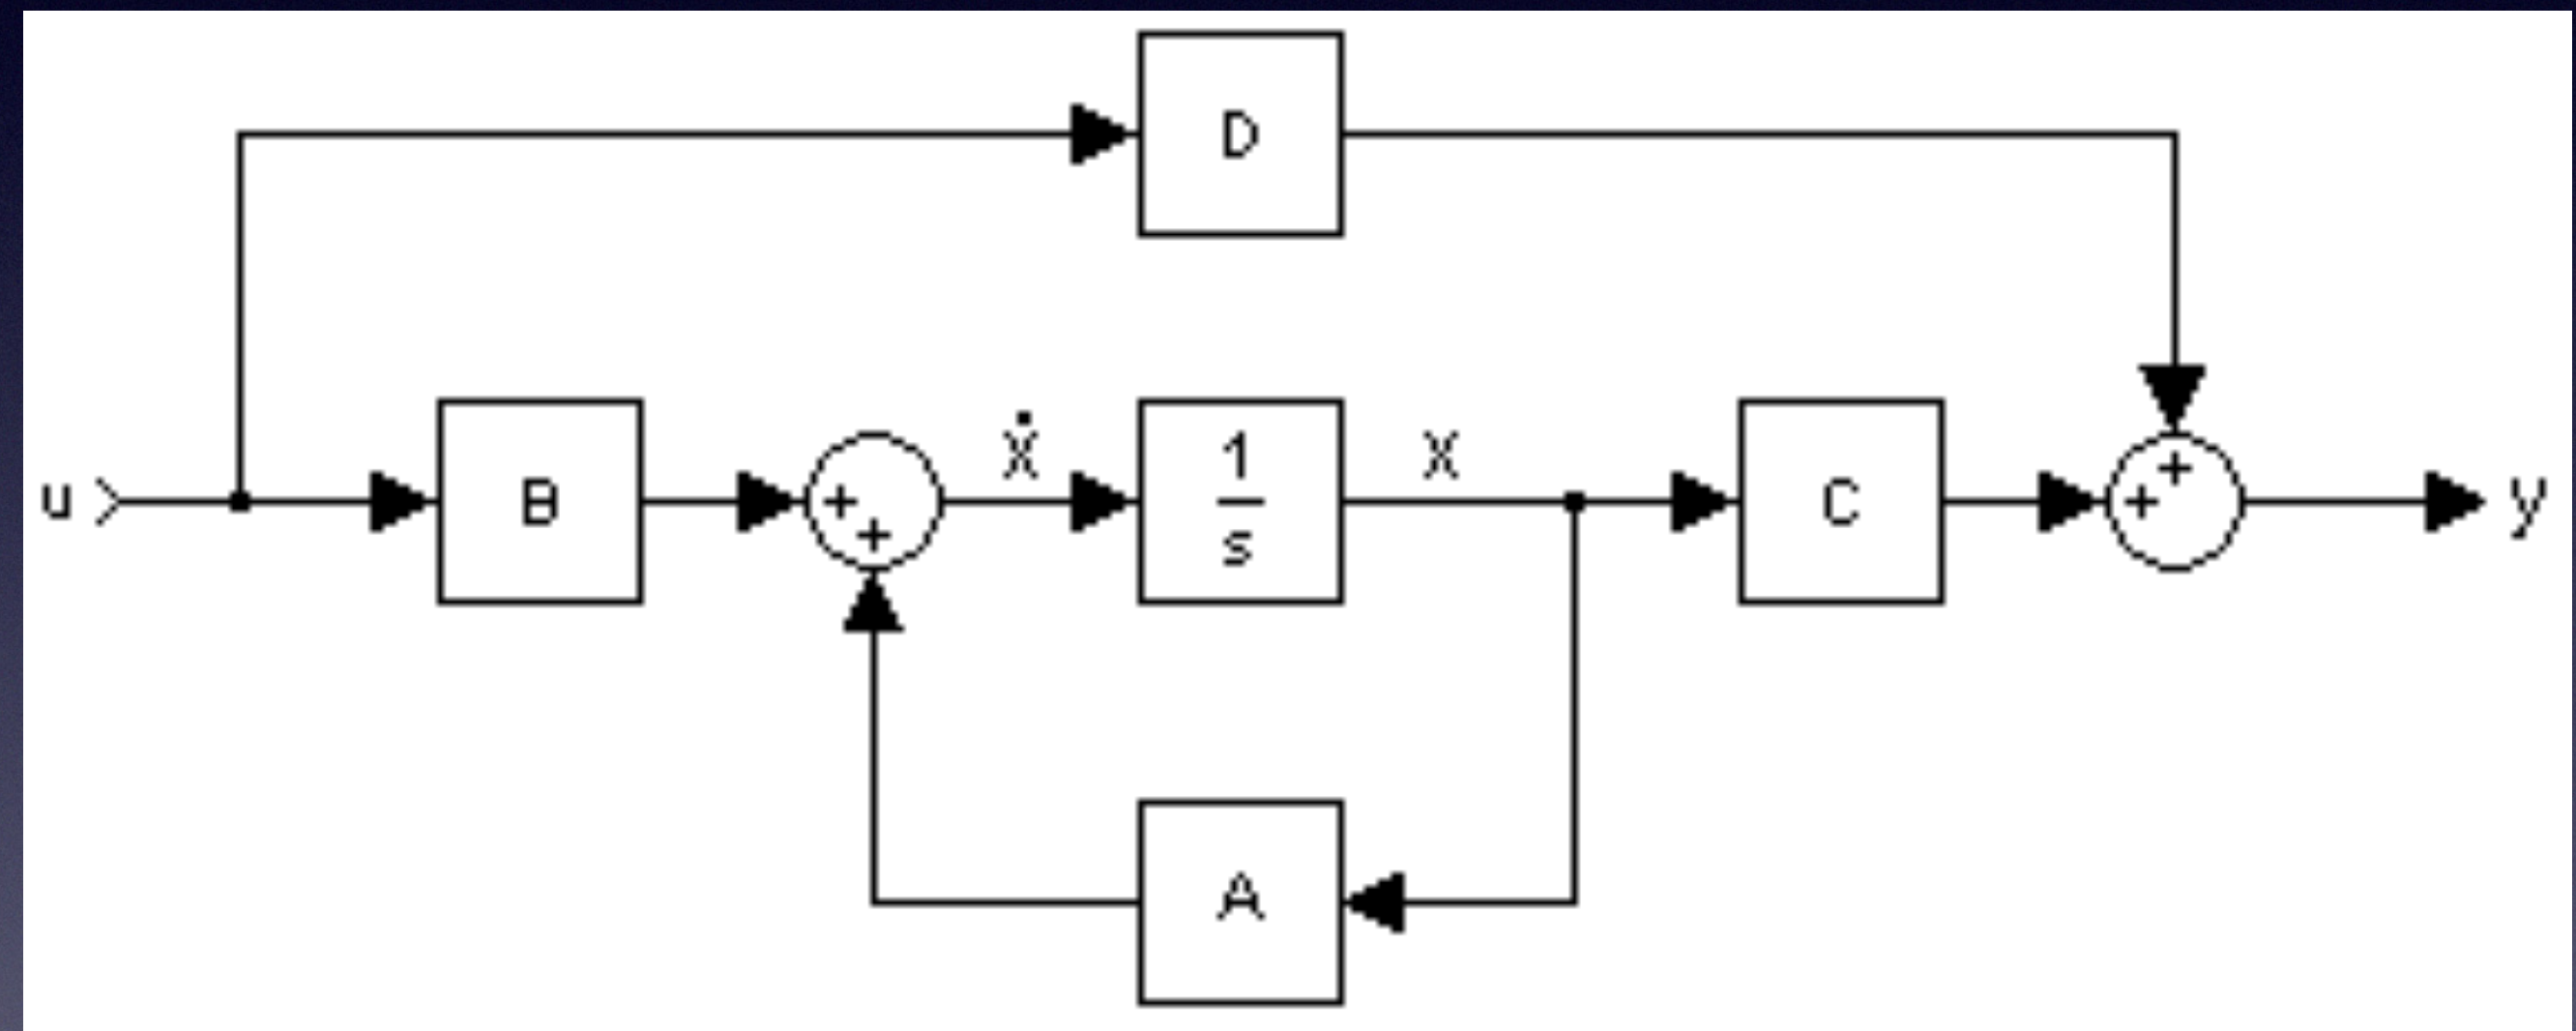 D
u B + + ẋ 1/s x C + + y
A